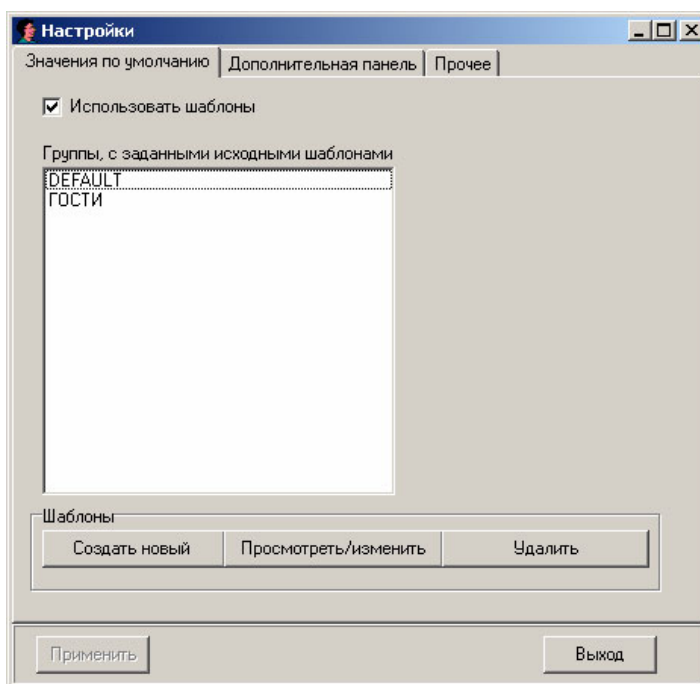 Настройки
Значения по умолчанию Дополнительная панель Прочее
Использовать шаблоны
Группы, с заданными исходными шаблонами
DEFAULT
ГОСТИ
Шаблоны
Создать новый Просмотреть/изменить Удалить
Применить Выход